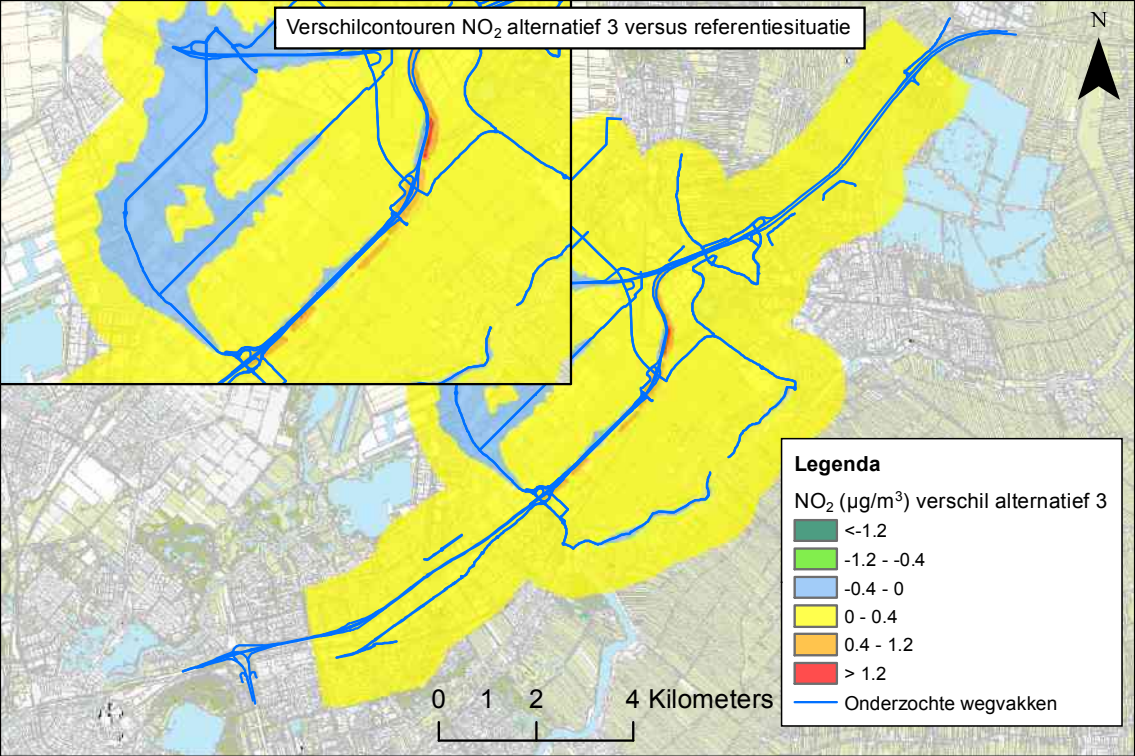 Verschilcontouren NO₂ alternatief 3 versus referentiesituatie
N
Legenda
NO₂ (µg/m³) verschil alternatief 3
<-1.2
-1.2 - -0.4
-0.4 - 0
0 - 0.4
0.4 - 1.2
> 1.2
Onderzochte wegvakken
0 1 2 4 Kilometers